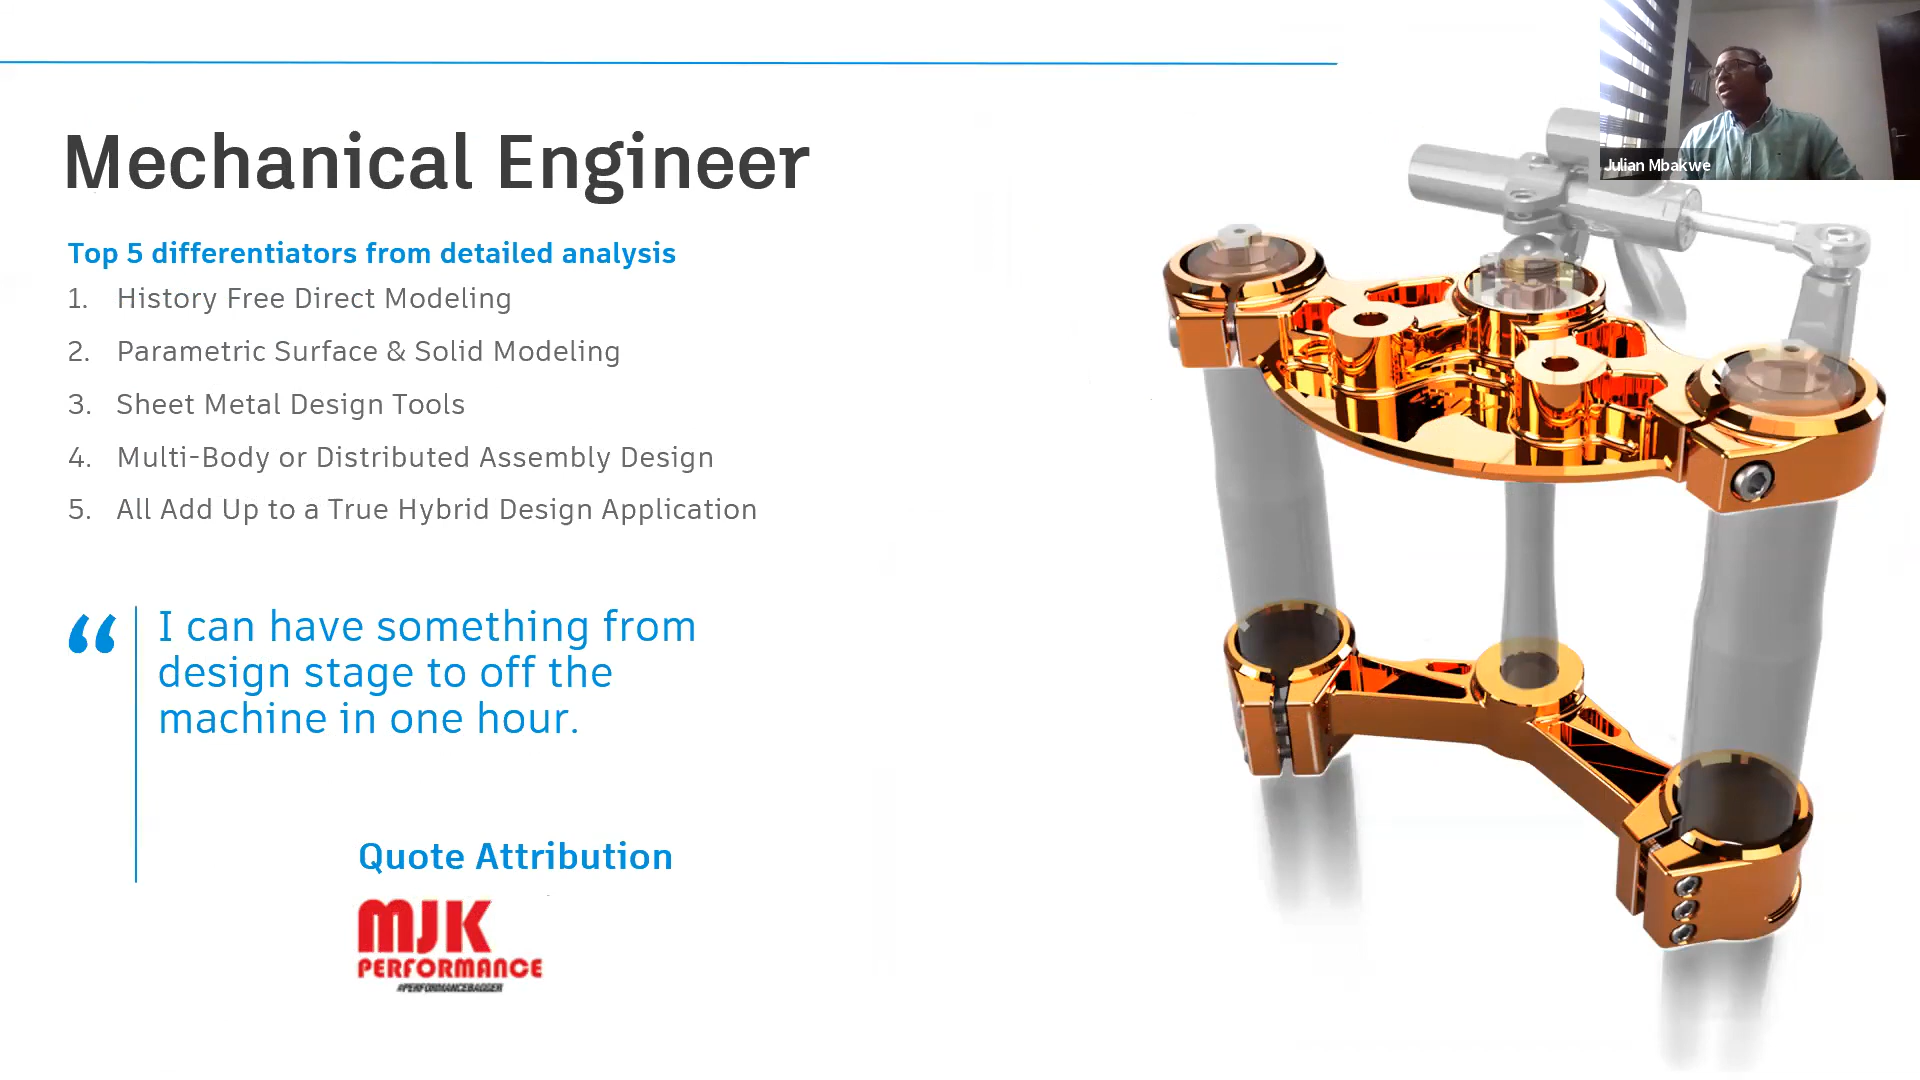 Julian Mbakwe
Mechanical Engineer
Top 5 differentiators from detailed analysis
1. History Free Direct Modeling
2. Parametric Surface & Solid Modeling
3. Sheet Metal Design Tools
4. Multi-Body or Distributed Assembly Design
5. All Add Up to a True Hybrid Design Application
“ I can have something from
design stage to off the
machine in one hour.
Quote Attribution
MJK
PERFORMANCE
#PERFORMANCEBAGGER